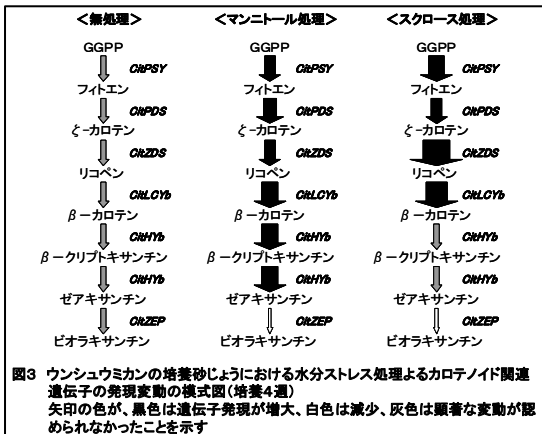 <無処理>
GGPP
CitPSY
フィトエン
CitPDS
ζ-カロテン
CitZDS
リコペン
CitLCYb
β-カロテン
CitHYb
β-クリプトキサンチン
CitHYb
ゼアキサンチン
CitZEP
ビオラキサンチン
<マンニトール処理>
GGPP
CitPSY
フィトエン
CitPDS
ζ-カロテン
CitZDS
リコペン
CitLCYb
β-カロテン
CitHYb
β-クリプトキサンチン
CitHYb
ゼアキサンチン
CitZEP
ビオラキサンチン
<スクロース処理>
GGPP
CitPSY
フィトエン
CitPDS
ζ-カロテン
CitZDS
リコペン
CitLCYb
β-カロテン
CitHYb
β-クリプトキサンチン
CitHYb
ゼアキサンチン
CitZEP
ビオラキサンチン
図3 ウンシュウミカンの培養砂じょうにおける水分ストレス処理よるカロテノイド関連
遺伝子の発現変動の模式図(培養4週)
矢印の色が、黒色は遺伝子発現が増大、白色は減少、灰色は顕著な変動が認
められなかったことを示す